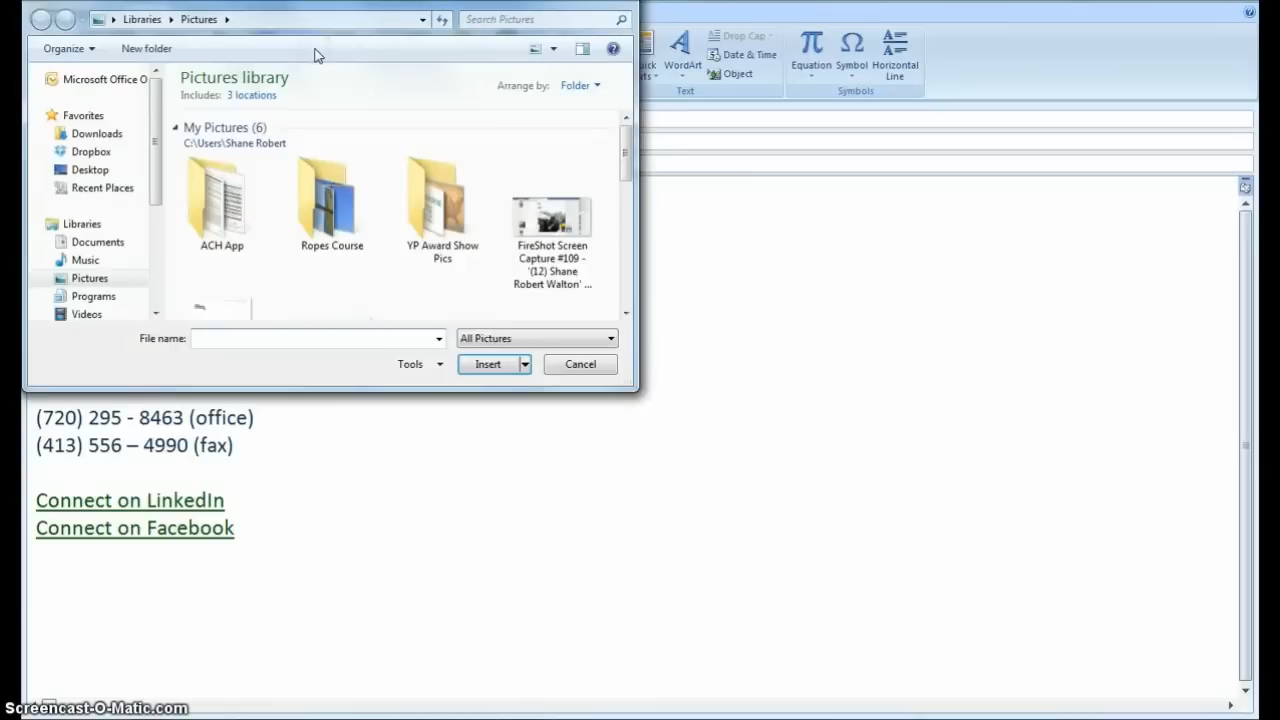 Libraries Pictures Search Pictures
Organize New folder
Drop Cap
WordArt Date & Time Equation Symbol Horizontal
Object Line
Text Symbols
Microsoft Office O
Pictures library
Includes: 3 locations
Arrange by: Folder
Favorites
Downloads
Dropbox
Desktop
Recent Places
Libraries
Documents
Music
Pictures
Programs
Videos
My Pictures (6)
C:\Users\Shane Robert
ACH App
Ropes Course
YP Award Show
Pics
FireShot Screen
Capture #109 -
'(12) Shane
Robert Walton' ...
File name: All Pictures
Tools Insert Cancel
(720) 295 - 8463 (office)
(413) 556 – 4990 (fax)
Connect on LinkedIn
Connect on Facebook
Screencast-O-Matic.com